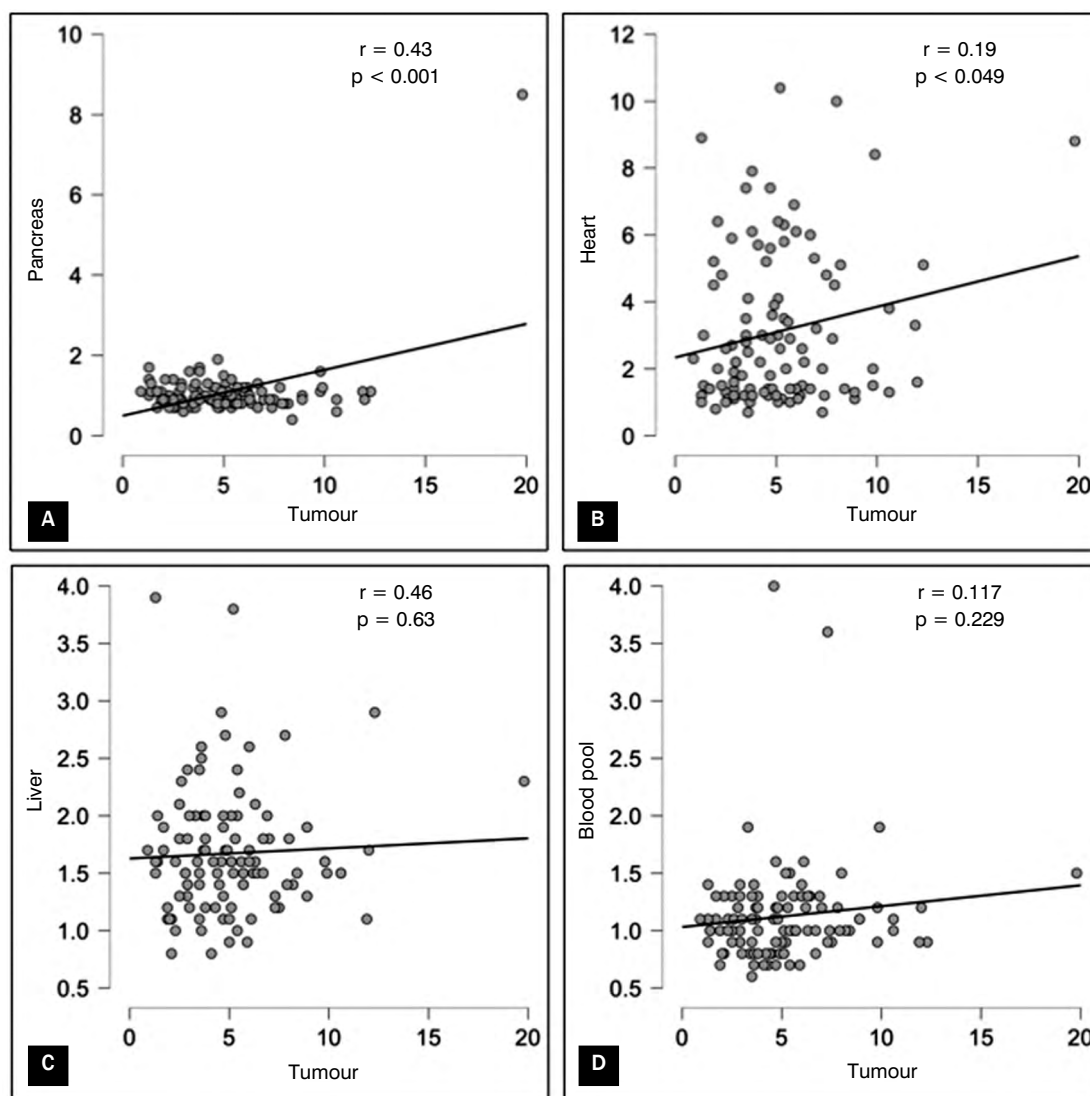 r = 0.43
p < 0.001
10
8
6
4
2
0
Pancreas
0 5 10 15 20
Tumour
A
r = 0.19
p < 0.049
12
10
8
6
4
2
0
Heart
0 5 10 15 20
Tumour
B
r = 0.46
p = 0.63
4.0
3.5
3.0
2.5
2.0
1.5
1.0
0.5
Liver
0 5 10 15 20
Tumour
C
r = 0.117
p = 0.229
4.0
3.5
3.0
2.5
2.0
1.5
1.0
0.5
Blood pool
0 5 10 15 20
Tumour
D